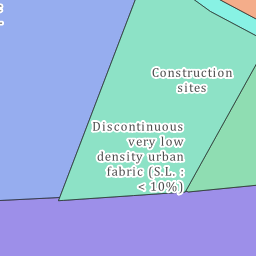 Construction
sites
Discontinuous
very low
density urban
fabric (S.L. :
< 10%)